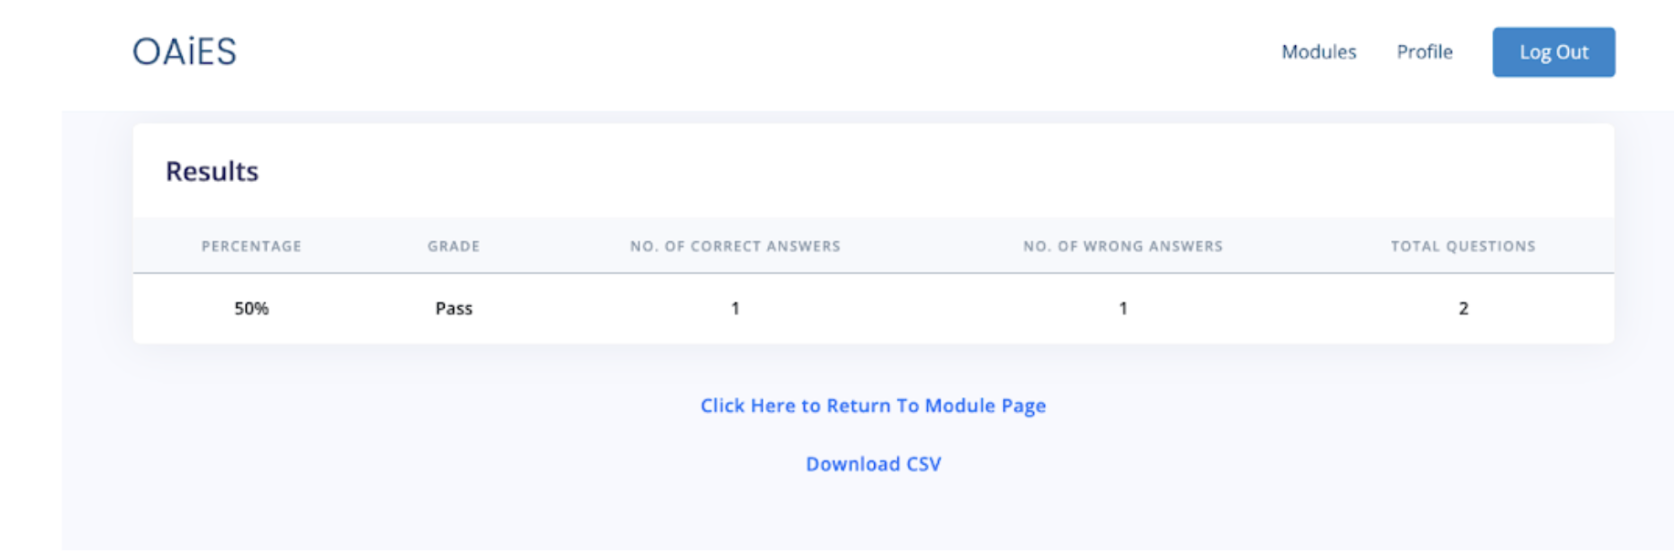 OAiES Modules Profile Log Out
Results
PERCENTAGE GRADE NO. OF CORRECT ANSWERS NO. OF WRONG ANSWERS TOTAL QUESTIONS
50% Pass 1 1 2
Click Here to Return To Module Page
Download CSV